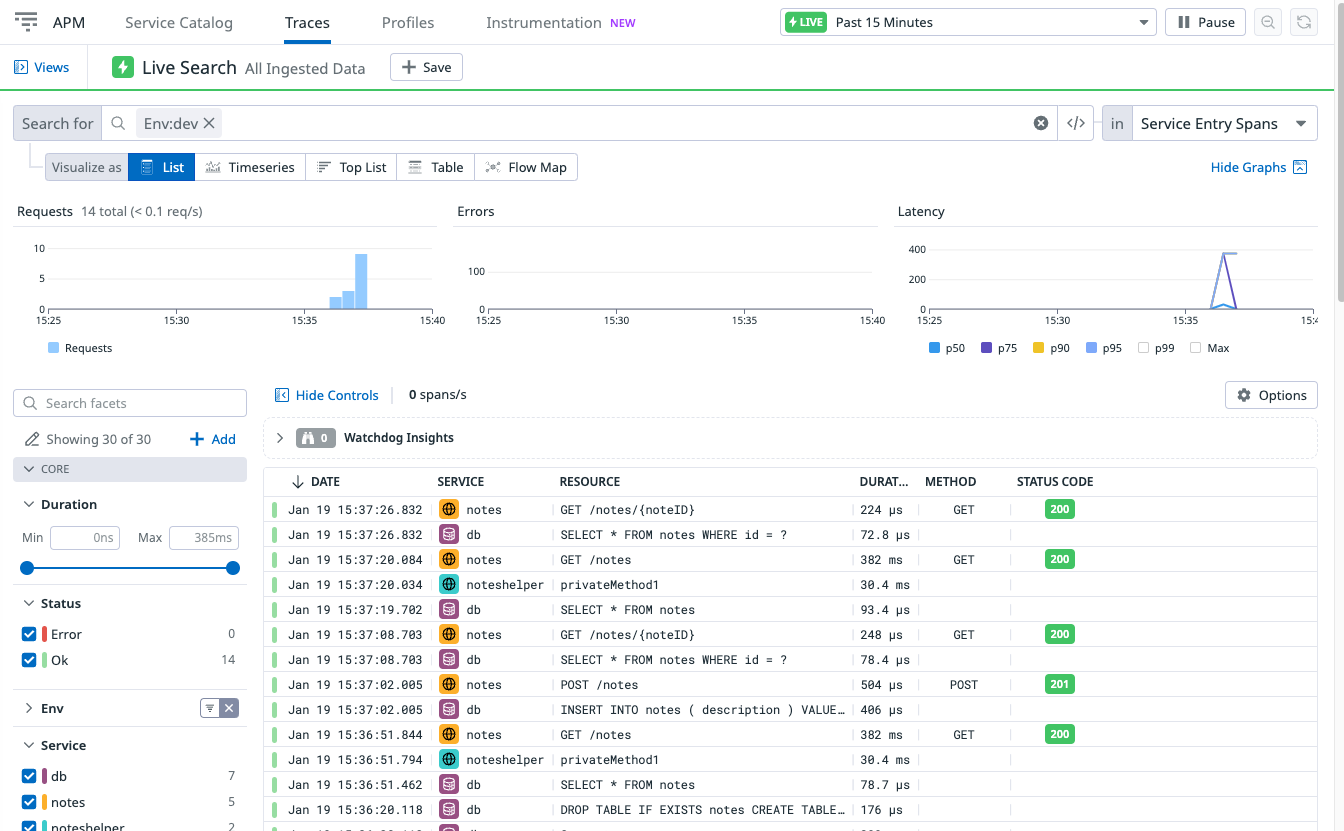 APM Service Catalog Traces Profiles Instrumentation NEW LIVE Past 15 Minutes Pause
Views Live Search All Ingested Data Save
Search for Env:dev </> in Service Entry Spans
Visualize as List Timeseries Top List Table Flow Map Hide Graphs
Requests 14 total (< 0.1 req/s)
10
5
0
15:25 15:30 15:35 15:40
Requests
Errors
100
0
15:25 15:30 15:35 15:40
Latency
400
200
0
15:25 15:30 15:35
p50 p75 p90 p95 p99 Max
Search facets
Showing 30 of 30 Add
CORE
Duration
Min 0ns Max 385ms
Status
Error 0
Ok 14
Env
Service
db 7
notes 5
noteshelper 2
Hide Controls 0 spans/s Options
0 Watchdog Insights
DATE SERVICE RESOURCE DURAT... METHOD STATUS CODE
Jan 19 15:37:26.832 notes GET /notes/{noteID} 224 µs GET 200
Jan 19 15:37:26.832 db SELECT * FROM notes WHERE id = ? 72.8 µs
Jan 19 15:37:20.084 notes GET /notes 382 ms GET 200
Jan 19 15:37:20.034 noteshelper privateMethod1 30.4 ms
Jan 19 15:37:19.702 db SELECT * FROM notes 93.4 µs
Jan 19 15:37:08.703 notes GET /notes/{noteID} 248 µs GET 200
Jan 19 15:37:08.703 db SELECT * FROM notes WHERE id = ? 78.4 µs
Jan 19 15:37:02.005 notes POST /notes 504 µs POST 201
Jan 19 15:37:02.005 db INSERT INTO notes ( description ) VALUE… 406 µs
Jan 19 15:36:51.844 notes GET /notes 382 ms GET 200
Jan 19 15:36:51.794 noteshelper privateMethod1 30.4 ms
Jan 19 15:36:51.462 db SELECT * FROM notes 78.7 µs
Jan 19 15:36:20.118 db DROP TABLE IF EXISTS notes CREATE TABLE… 176 µs